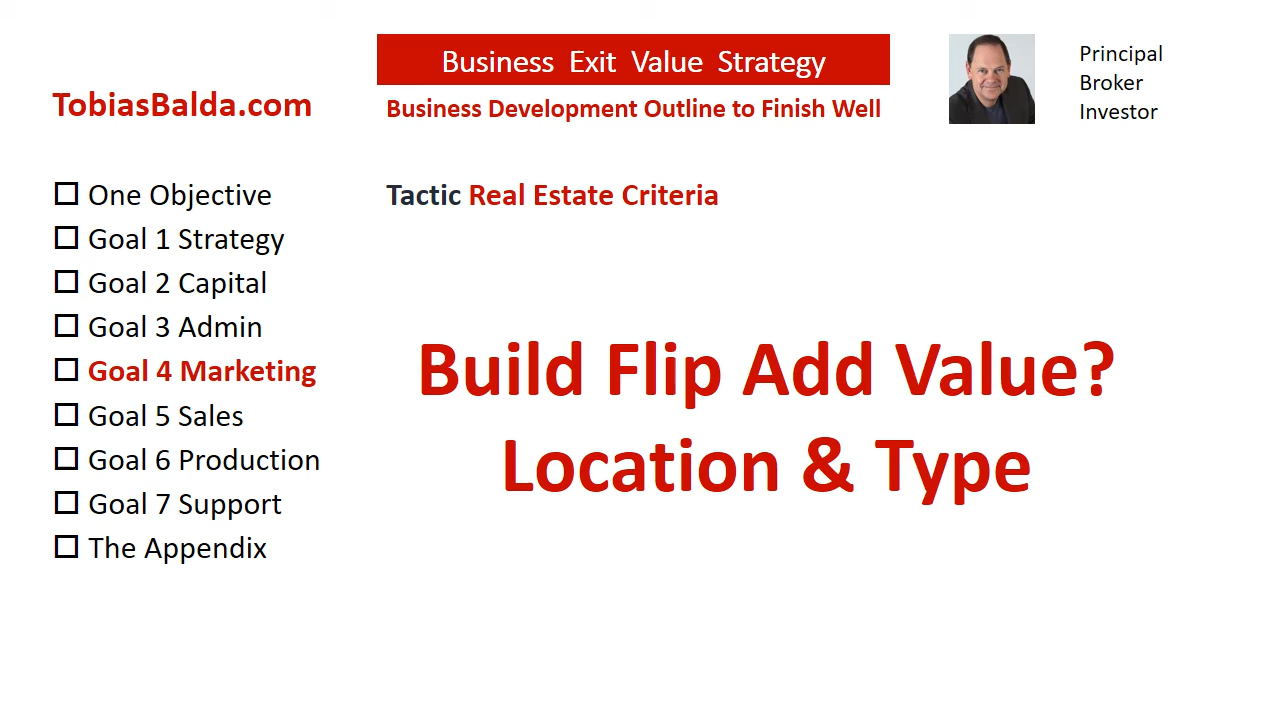 Business Exit Value Strategy
TobiasBalda.com
Business Development Outline to Finish Well
Principal
Broker
Investor
One Objective
Goal 1 Strategy
Goal 2 Capital
Goal 3 Admin
Goal 4 Marketing
Goal 5 Sales
Goal 6 Production
Goal 7 Support
The Appendix
Tactic Real Estate Criteria
Build Flip Add Value?
Location & Type